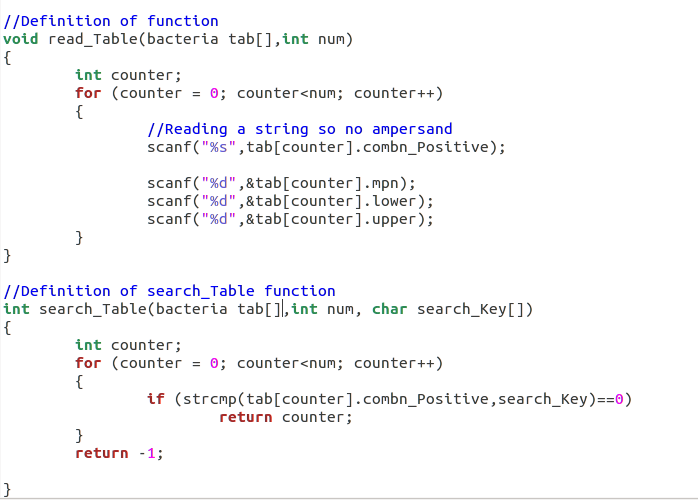 //Definition of function
void read_Table(bacteria tab[],int num)
{
int counter;
for (counter = 0; counter<num; counter++)
{
//Reading a string so no ampersand
scanf("%s",tab[counter].combn_Positive);
scanf("%d",&tab[counter].mpn);
scanf("%d",&tab[counter].lower);
scanf("%d",&tab[counter].upper);
}
}
//Definition of search_Table function
int search_Table(bacteria tab[],int num, char search_Key[])
{
int counter;
for (counter = 0; counter<num; counter++)
{
if (strcmp(tab[counter].combn_Positive,search_Key)==0)
return counter;
}
return -1;
}